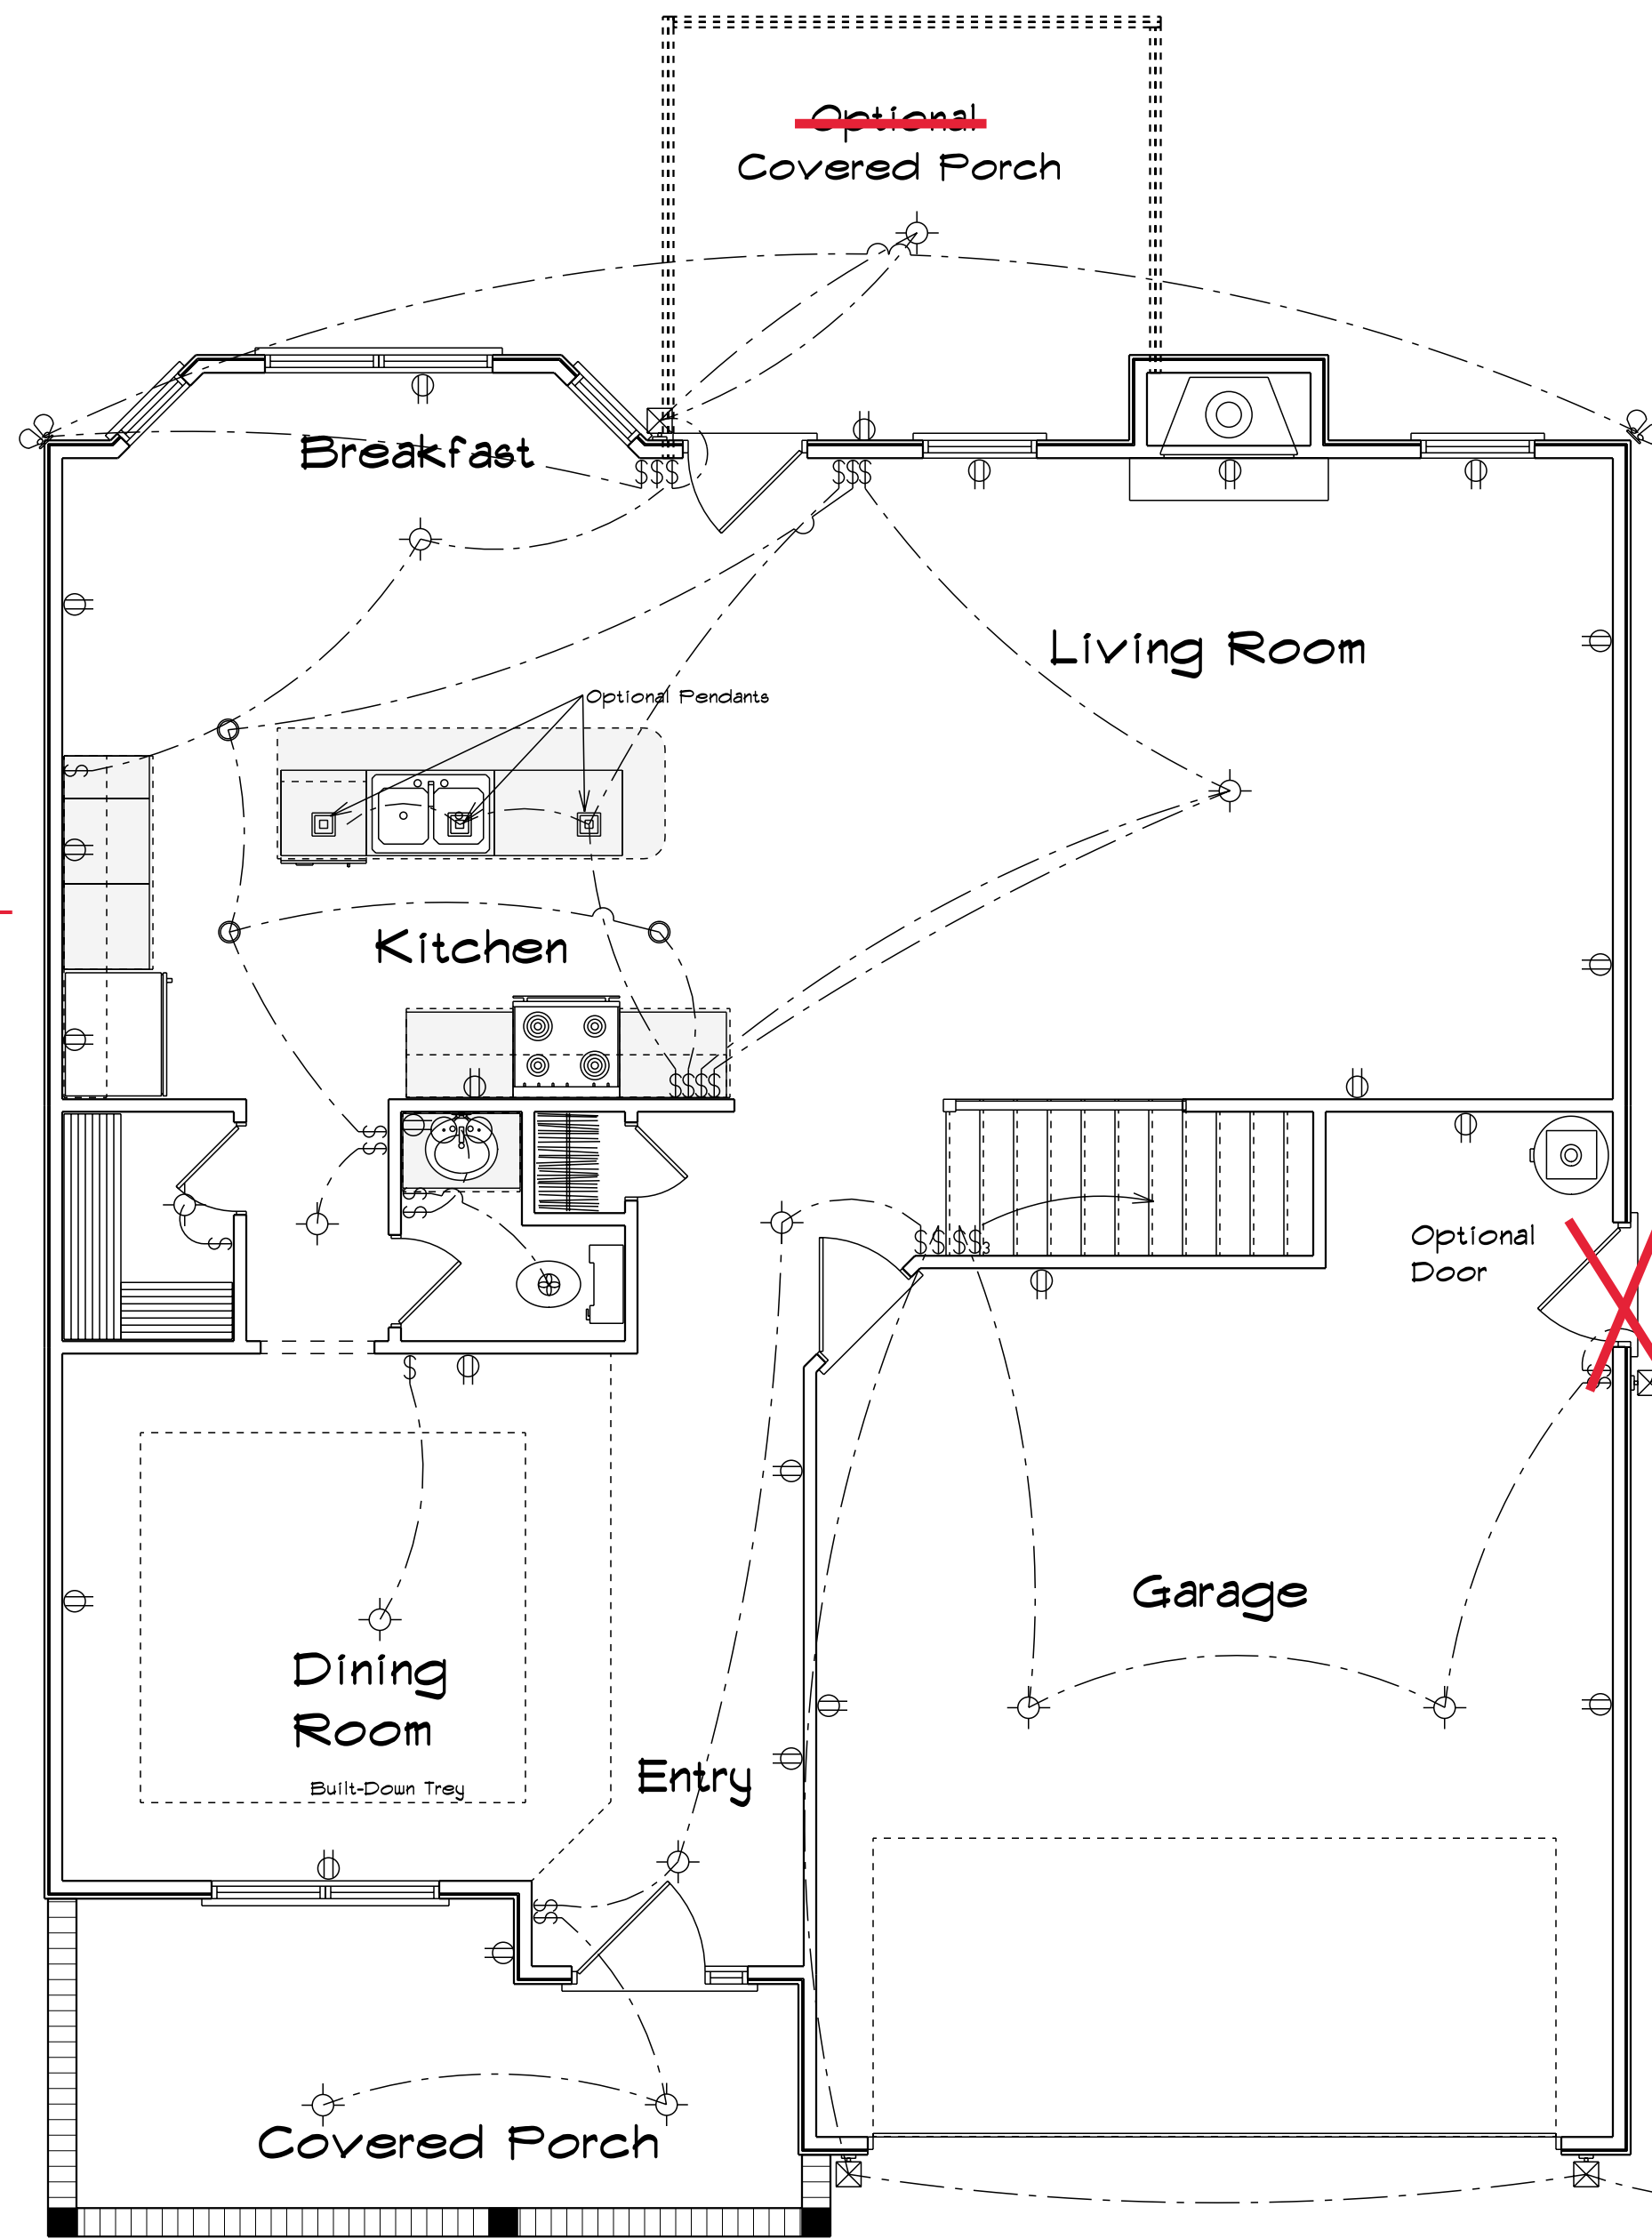 Optional
Covered Porch
Breakfast
Living Room
Optional Pendants
Kitchen
Optional
Door
Garage
Dining
Room
Built-Down Trey
Entry
Covered Porch
$$$
$$$
$
$$$$
$
$
$
$
$
$
$$$$3
$
$
$
$
$